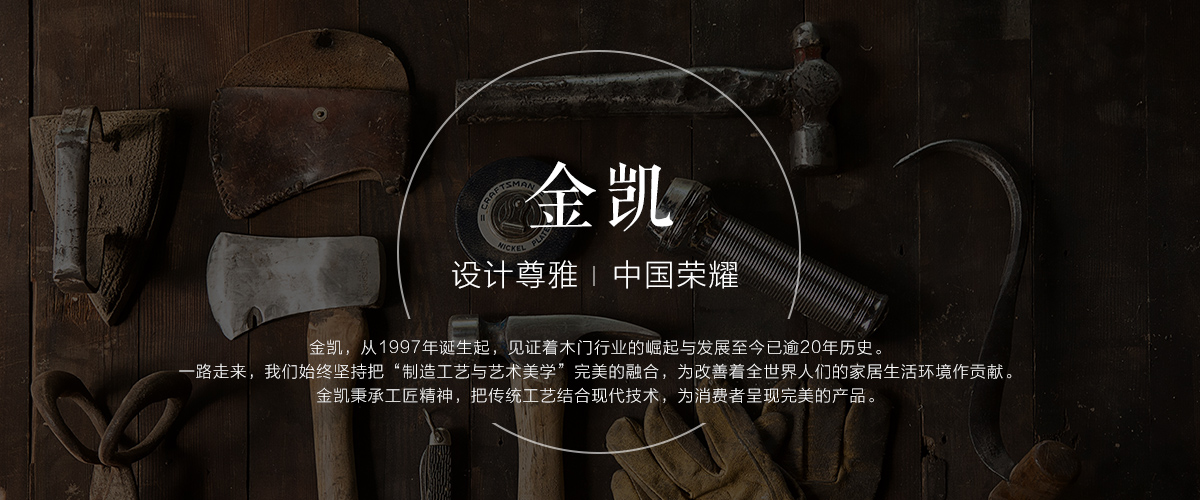 金凯
设计尊雅 | 中国荣耀
金凯，从1997年诞生起，见证着木门行业的崛起与发展至今已逾20年历史。
一路走来，我们始终坚持把“制造工艺与艺术美学”完美的融合，为改善着全世界人们的家居生活环境作贡献。
金凯秉承工匠精神，把传统工艺结合现代技术，为消费者呈现完美的产品。
CRAFTSMAN
NICKEL PLATE